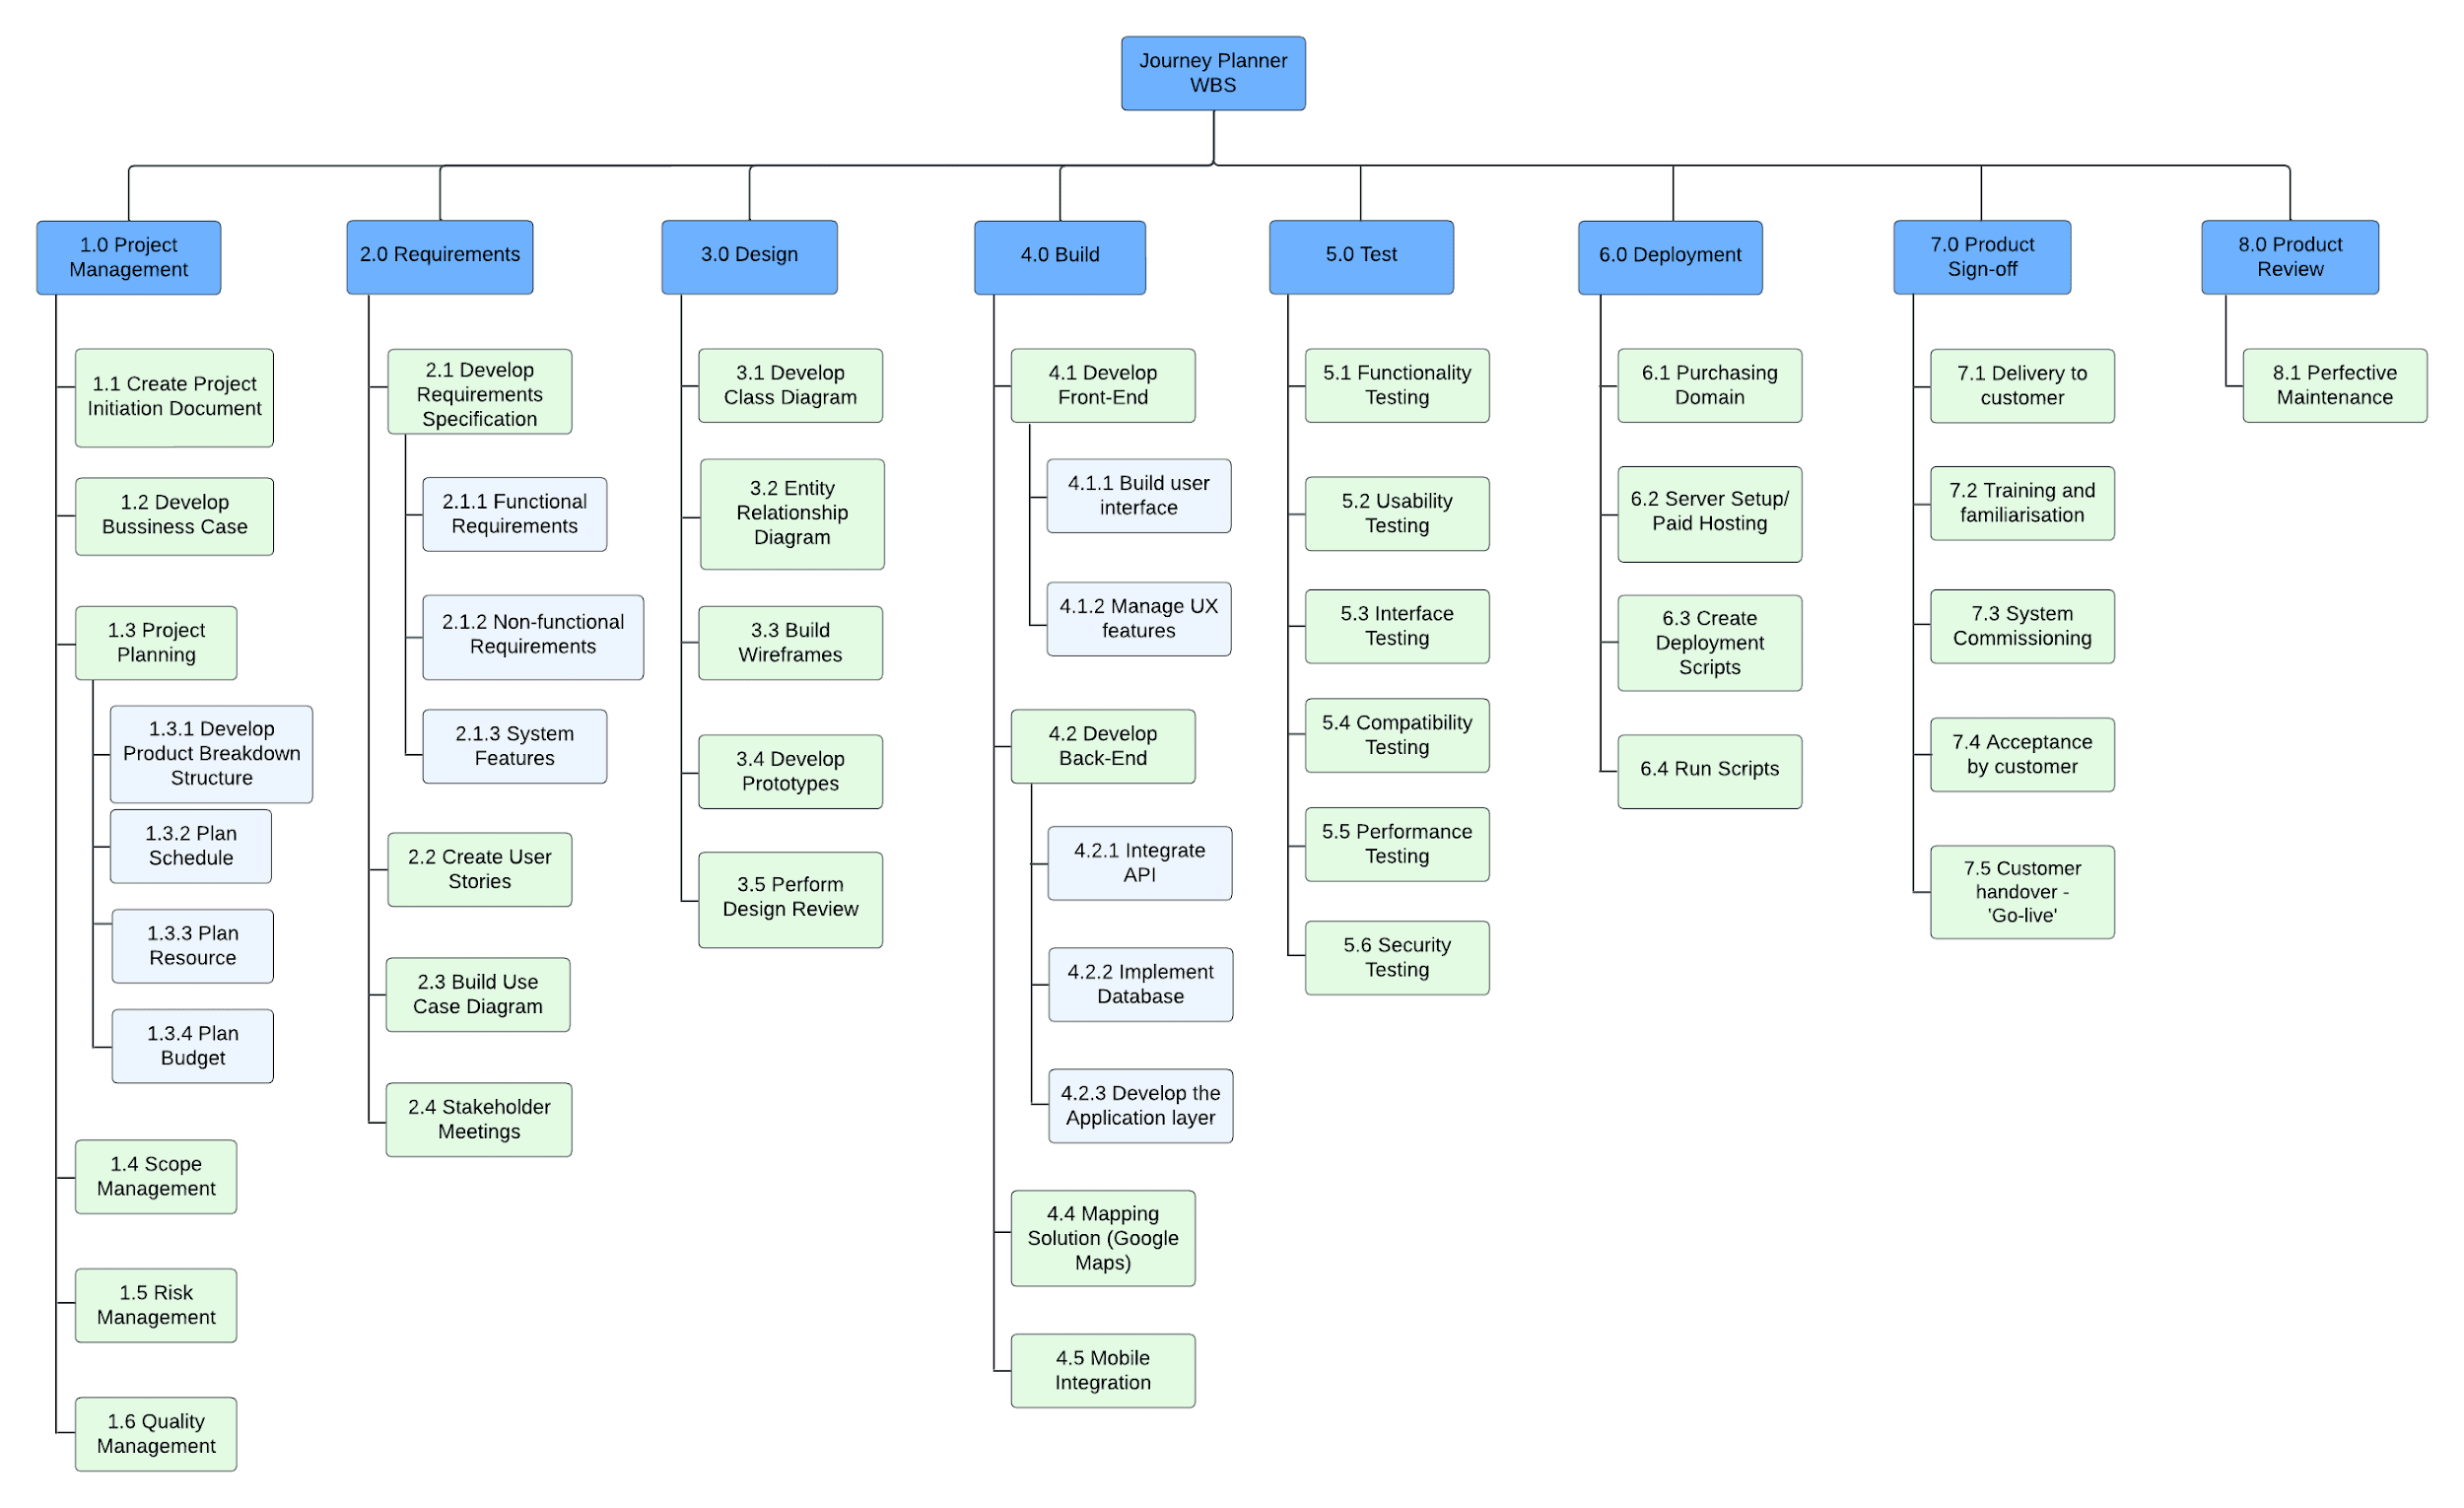 Journey Planner
WBS
1.0 Project
Management
2.0 Requirements
3.0 Design
4.0 Build
5.0 Test
6.0 Deployment
7.0 Product
Sign-off
8.0 Product
Review
1.1 Create Project
Initiation Document
1.2 Develop
Bussiness Case
1.3 Project
Planning
1.3.1 Develop
Product Breakdown
Structure
1.3.2 Plan
Schedule
1.3.3 Plan
Resource
1.3.4 Plan
Budget
1.4 Scope
Management
1.5 Risk
Management
1.6 Quality
Management
2.1 Develop
Requirements
Specification
2.1.1 Functional
Requirements
2.1.2 Non-functional
Requirements
2.1.3 System
Features
2.2 Create User
Stories
2.3 Build Use
Case Diagram
2.4 Stakeholder
Meetings
3.1 Develop
Class Diagram
3.2 Entity
Relationship
Diagram
3.3 Build
Wireframes
3.4 Develop
Prototypes
3.5 Perform
Design Review
4.1 Develop
Front-End
4.1.1 Build user
interface
4.1.2 Manage UX
features
4.2 Develop
Back-End
4.2.1 Integrate
API
4.2.2 Implement
Database
4.2.3 Develop the
Application layer
4.4 Mapping
Solution (Google
Maps)
4.5 Mobile
Integration
5.1 Functionality
Testing
5.2 Usability
Testing
5.3 Interface
Testing
5.4 Compatibility
Testing
5.5 Performance
Testing
5.6 Security
Testing
6.1 Purchasing
Domain
6.2 Server Setup/
Paid Hosting
6.3 Create
Deployment
Scripts
6.4 Run Scripts
7.1 Delivery to
customer
7.2 Training and
familiarisation
7.3 System
Commissioning
7.4 Acceptance
by customer
7.5 Customer
handover -
'Go-live'
8.1 Perfective
Maintenance